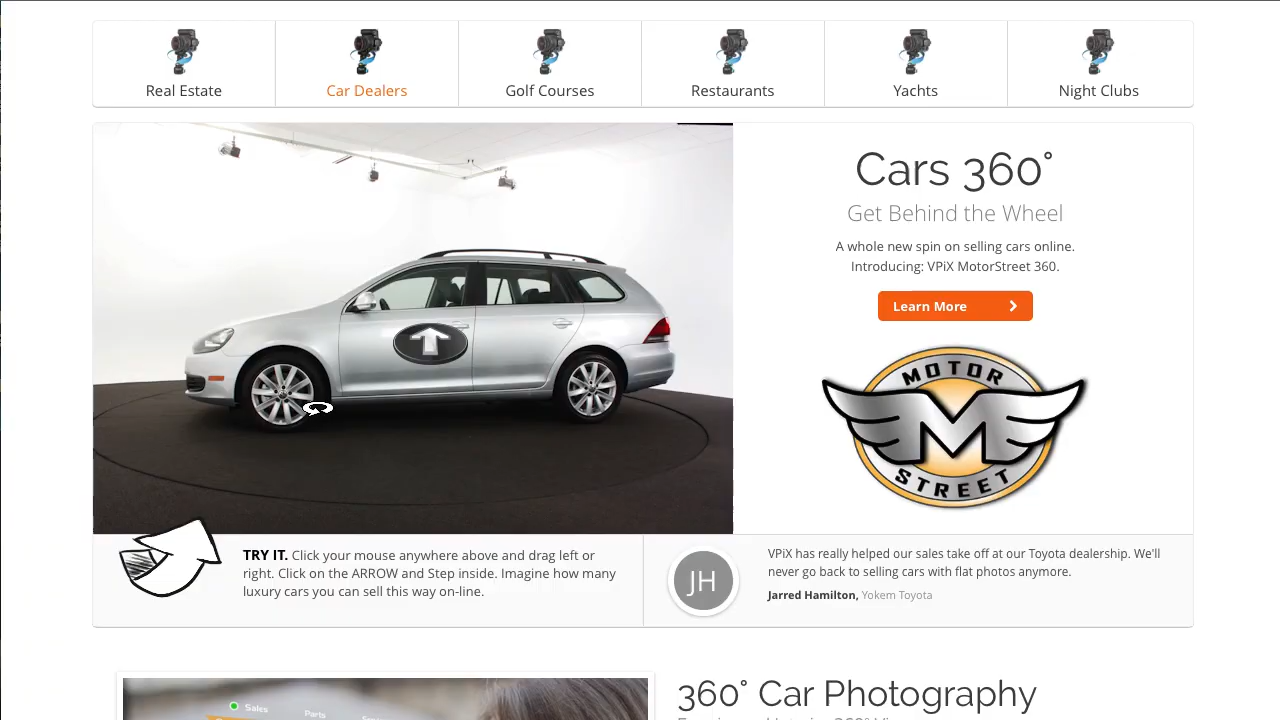 Real Estate
Car Dealers
Golf Courses
Restaurants
Yachts
Night Clubs
Cars 360°
Get Behind the Wheel
A whole new spin on selling cars online.
Introducing: VPiX MotorStreet 360.
Learn More
MOTOR
M
STREET
TRY IT. Click your mouse anywhere above and drag left or
right. Click on the ARROW and Step inside. Imagine how many
luxury cars you can sell this way on-line.
JH
VPiX has really helped our sales take off at our Toyota dealership. We'll
never go back to selling cars with flat photos anymore.
Jarred Hamilton, Yokem Toyota
Sales
Parts
360° Car Photography